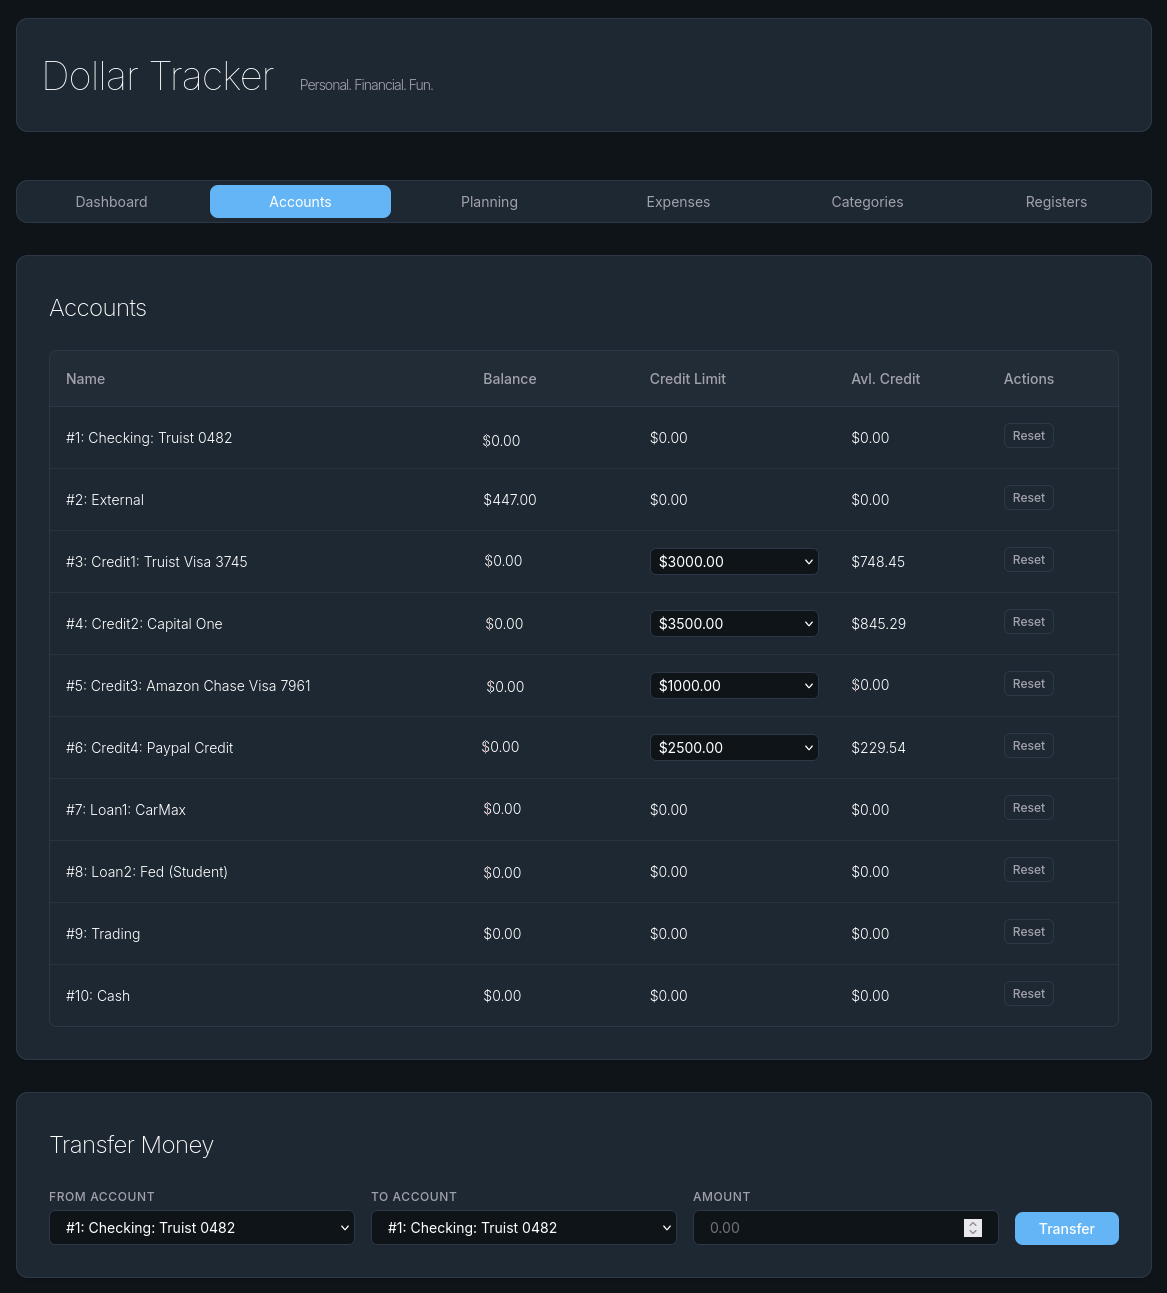 Dollar Tracker Personal. Financial. Fun.
Dashboard Accounts Planning Expenses Categories Registers
Accounts
Name Balance Credit Limit Avl. Credit Actions
#1: Checking: Truist 0482 $0.00 $0.00 $0.00 Reset
#2: External $447.00 $0.00 $0.00 Reset
#3: Credit1: Truist Visa 3745 $0.00 $3000.00 $748.45 Reset
#4: Credit2: Capital One $0.00 $3500.00 $845.29 Reset
#5: Credit3: Amazon Chase Visa 7961 $0.00 $1000.00 $0.00 Reset
#6: Credit4: Paypal Credit $0.00 $2500.00 $229.54 Reset
#7: Loan1: CarMax $0.00 $0.00 $0.00 Reset
#8: Loan2: Fed (Student) $0.00 $0.00 $0.00 Reset
#9: Trading $0.00 $0.00 $0.00 Reset
#10: Cash $0.00 $0.00 $0.00 Reset
Transfer Money
FROM ACCOUNT TO ACCOUNT AMOUNT
#1: Checking: Truist 0482 #1: Checking: Truist 0482 0.00 Transfer